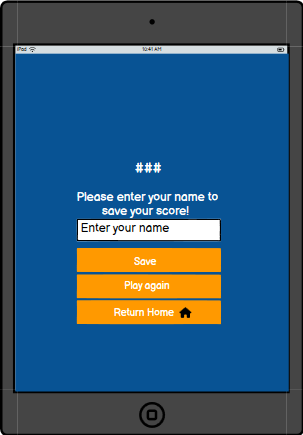 iPad 10:41 AM
###
Please enter your name to
save your score!
Enter your name
Save
Play again
Return Home